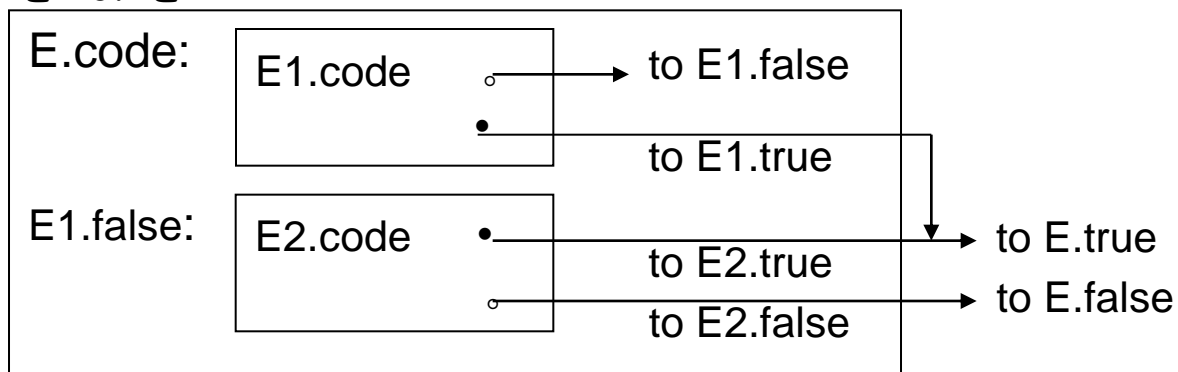 E.code:
E1.code
to E1.false
to E1.true
E1.false:
E2.code
to E2.true
to E.true
to E2.false
to E.false